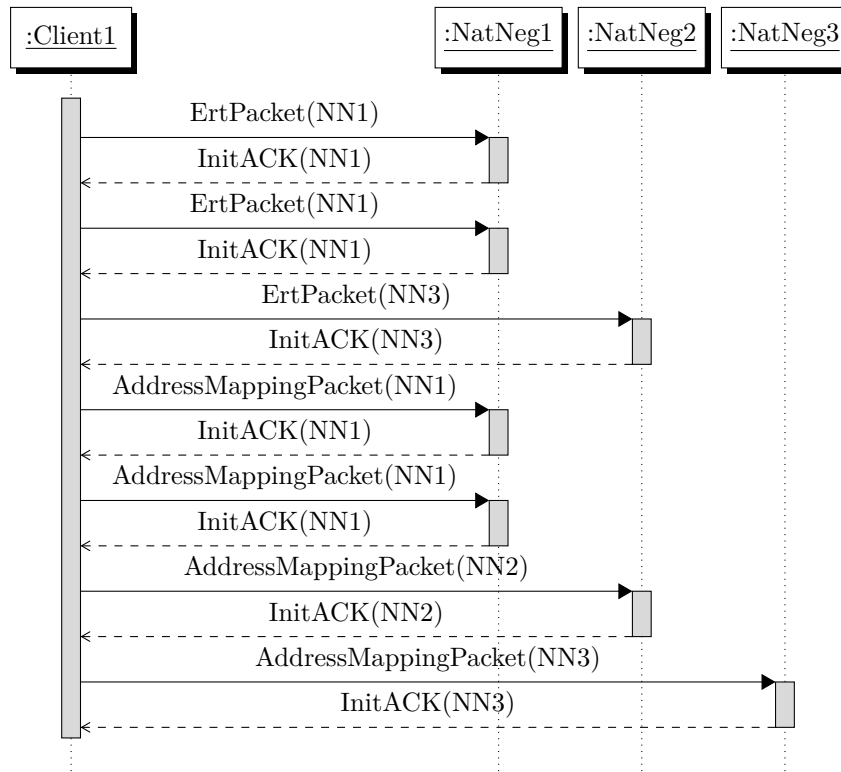 :Client1
:NatNeg1
:NatNeg2
:NatNeg3
ErtPacket(NN1)
InitACK(NN1)
ErtPacket(NN1)
InitACK(NN1)
ErtPacket(NN3)
InitACK(NN3)
AddressMappingPacket(NN1)
InitACK(NN1)
AddressMappingPacket(NN1)
InitACK(NN1)
AddressMappingPacket(NN2)
InitACK(NN2)
AddressMappingPacket(NN3)
InitACK(NN3)